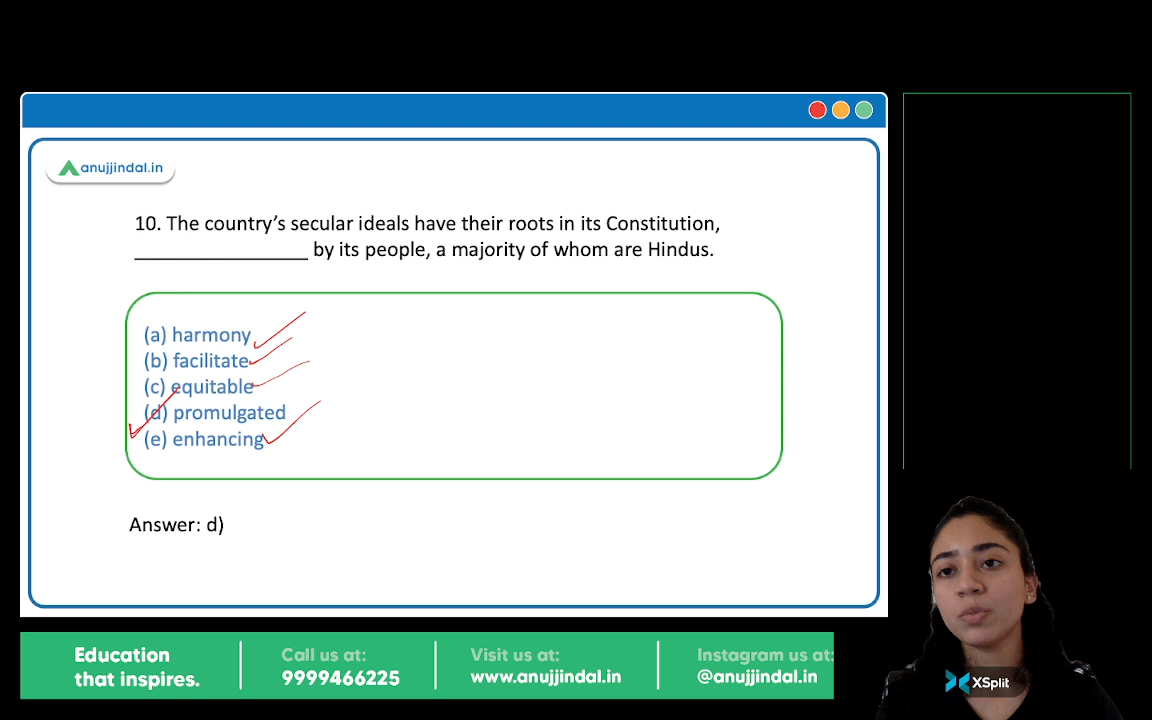 anujjindal.in
10. The country's secular ideals have their roots in its Constitution,
________________ by its people, a majority of whom are Hindus.
(a) harmony
(b) facilitate
(c) equitable
(d) promulgated
(e) enhancing
Answer: d)
Education
that inspires.
Call us at:
9999466225
Visit us at:
www.anujjindal.in
Instagram us at:
@anujjindal.in
XSplit